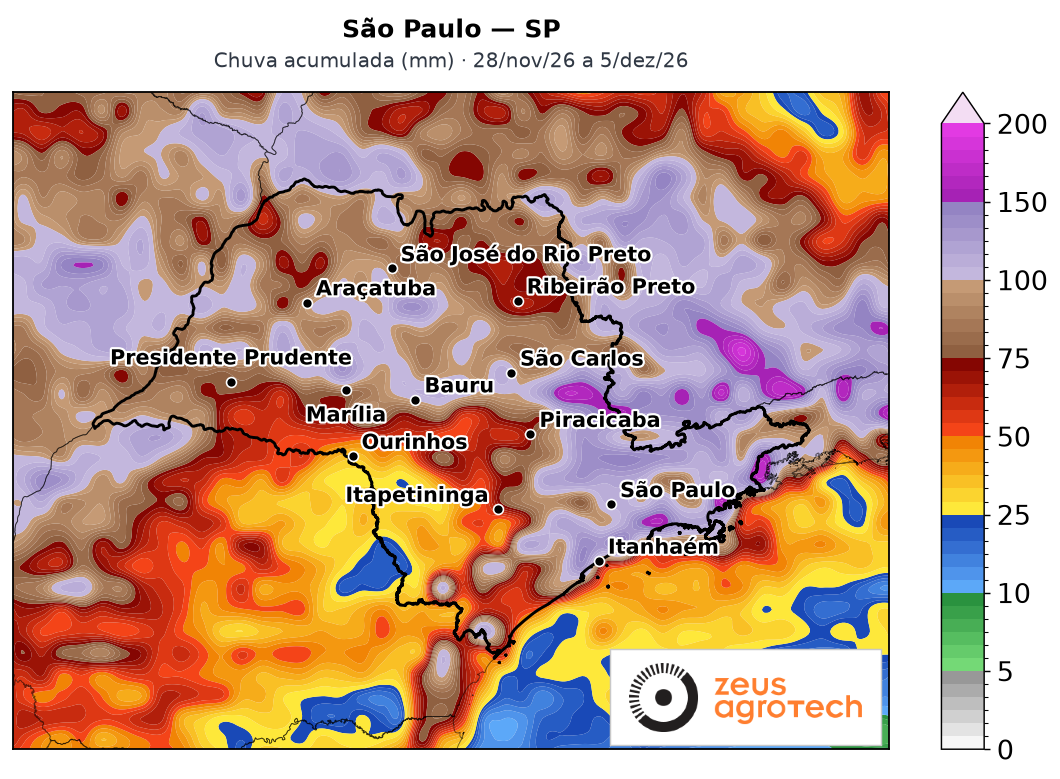 São Paulo — SP
Chuva acumulada (mm) · 28/nov/26 a 5/dez/26
São José do Rio Preto
Araçatuba
Ribeirão Preto
Presidente Prudente
São Carlos
Bauru
Marília
Piracicaba
Ourinhos
Itapetininga
São Paulo
Itanhaém
zeus
agrotech
200
150
100
75
50
25
10
5
0